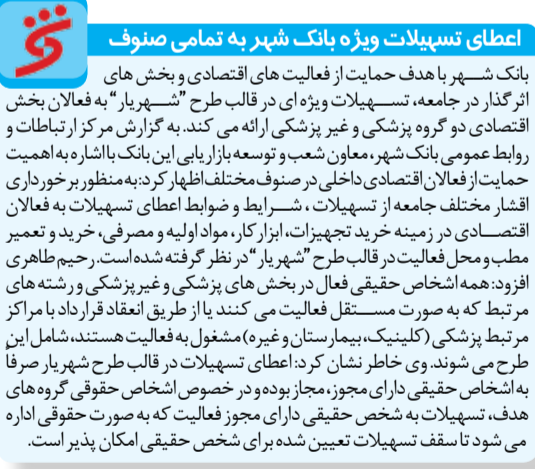 اعطای تسهیلات ویژه بانک شهر به تمامی صنوف
بانک شهر با هدف حمایت از فعالیت های اقتصادی و بخش های
اثرگذار در جامعه، تسهیلات ویژه ای در قالب طرح "شهریار" به فعالان بخش
اقتصادی دو گروه پزشکی و غیر پزشکی ارائه می کند. به گزارش مرکز ارتباطات و
روابط عمومی بانک شهر، معاون شعب و توسعه بازاریابی این بانک با اشاره به اهمیت
حمایت از فعالان اقتصادی داخلی در صنوف مختلف اظهار کرد: به منظور برخورداری
اقشار مختلف جامعه از تسهیلات ، شرایط و ضوابط اعطای تسهیلات به فعالان
اقتصادی در زمینه خرید تجهیزات، ابزار کار، مواد اولیه و مصرفی، خرید و تعمیر
مطب و محل فعالیت در قالب طرح "شهریار" در نظر گرفته شده است. رحیم طاهری
افزود: همه اشخاص حقیقی فعال در بخش های پزشکی و غیر پزشکی و رشته های
مرتبط که به صورت مستقل فعالیت می کنند یا از طریق انعقاد قرارداد با مراکز
مرتبط پزشکی (کلینیک، بیمارستان و غیره) مشغول به فعالیت هستند، شامل این
طرح می شوند. وی خاطر نشان کرد: اعطای تسهیلات در قالب طرح شهریار صرفاً
به اشخاص حقیقی دارای مجوز، مجاز بوده و در خصوص اشخاص حقوقی گروه های
هدف، تسهیلات به شخص حقیقی دارای مجوز فعالیت که به صورت حقوقی اداره
می شود تا سقف تسهیلات تعیین شده برای شخص حقیقی امکان پذیر است.